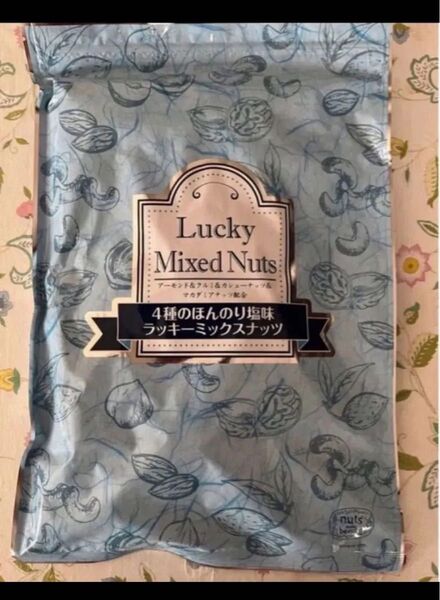 Lucky
Mixed Nuts
アーモンド&クルミ&カシューナッツ&
マカダミアナッツ配合
4種のほんのり塩味
ラッキーミックスナッツ
nuts